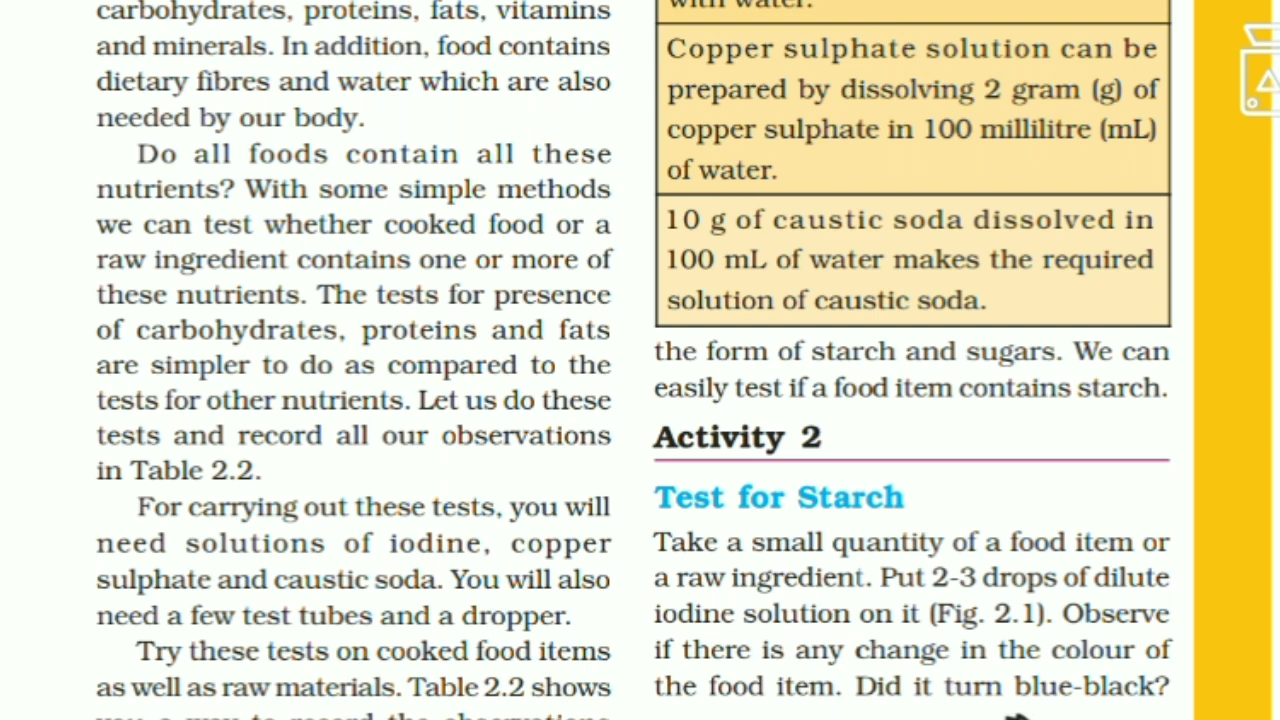 carbohydrates, proteins, fats, vitamins
and minerals. In addition, food contains
dietary fibres and water which are also
needed by our body.
Do all foods contain all these
nutrients? With some simple methods
we can test whether cooked food or a
raw ingredient contains one or more of
these nutrients. The tests for presence
of carbohydrates, proteins and fats
are simpler to do as compared to the
tests for other nutrients. Let us do these
tests and record all our observations
in Table 2.2.
For carrying out these tests, you will
need solutions of iodine, copper
sulphate and caustic soda. You will also
need a few test tubes and a dropper.
Try these tests on cooked food items
as well as raw materials. Table 2.2 shows
you a way to record the observations
with water.
Copper sulphate solution can be
prepared by dissolving 2 gram (g) of
copper sulphate in 100 millilitre (mL)
of water.
10 g of caustic soda dissolved in
100 mL of water makes the required
solution of caustic soda.
the form of starch and sugars. We can
easily test if a food item contains starch.
Activity 2
Test for Starch
Take a small quantity of a food item or
a raw ingredient. Put 2-3 drops of dilute
iodine solution on it (Fig. 2.1). Observe
if there is any change in the colour of
the food item. Did it turn blue-black?